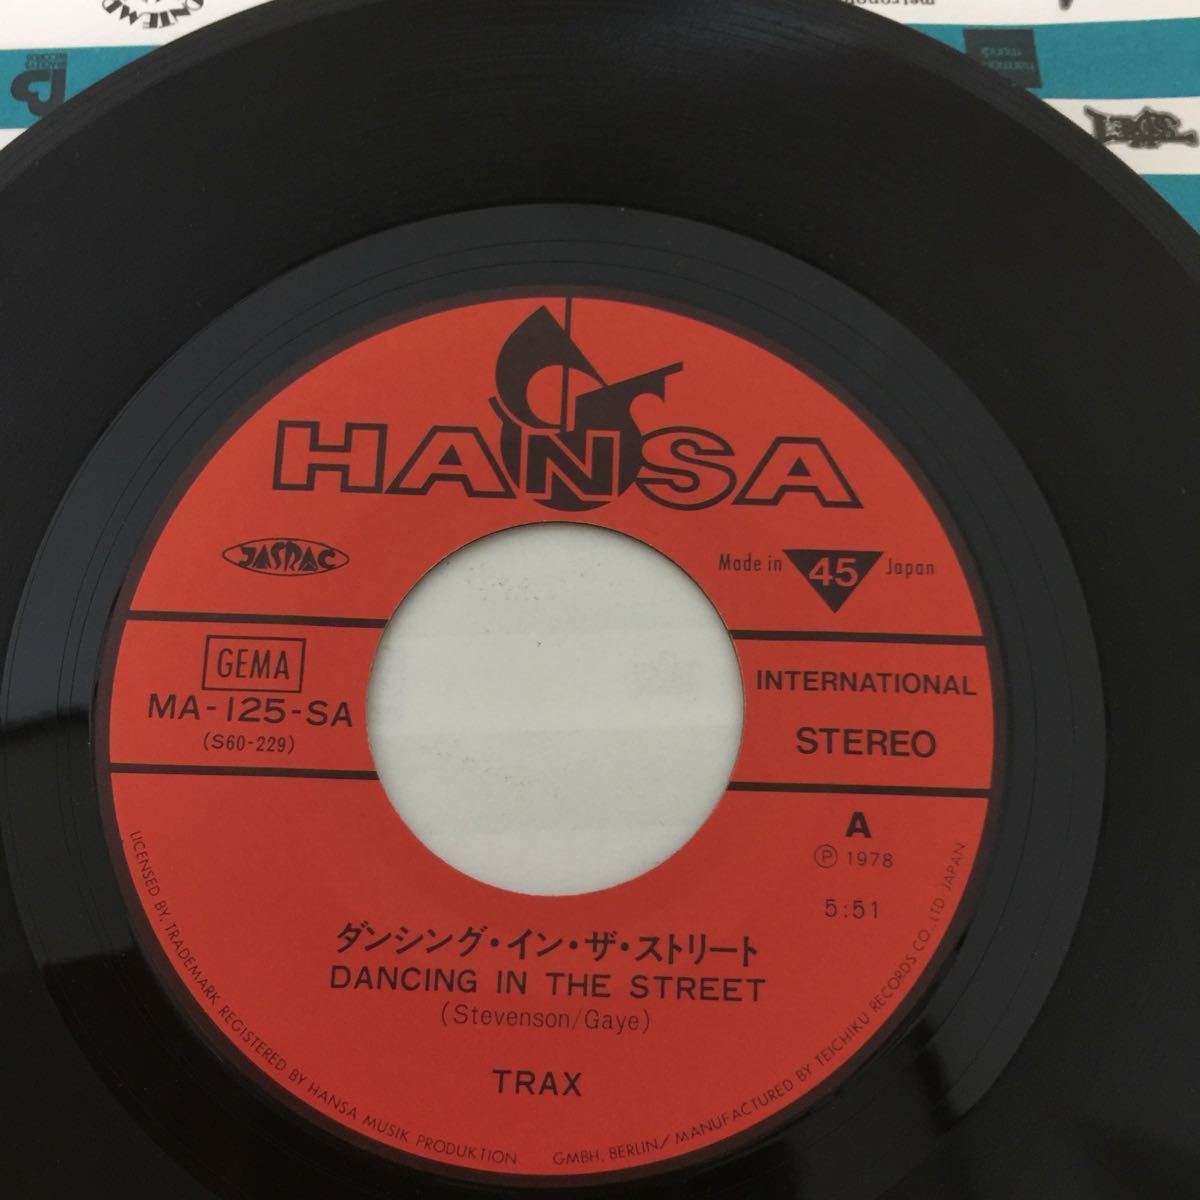 HANSA
JASRAC
Made in 45 Japan
GEMA
MA-125-SA
(S60-229)
INTERNATIONAL
STEREO
A
Ⓟ 1978
5:51
ダンシング・イン・ザ・ストリート
DANCING IN THE STREET
(Stevenson/Gaye)
TRAX
LICENSED BY, TRADEMARK REGISTERED BY HANSA MUSIK PRODUKTION GMBH, BERLIN/MANUFACTURED BY TEICHIKU RECORDS CO., LTD. JAPAN